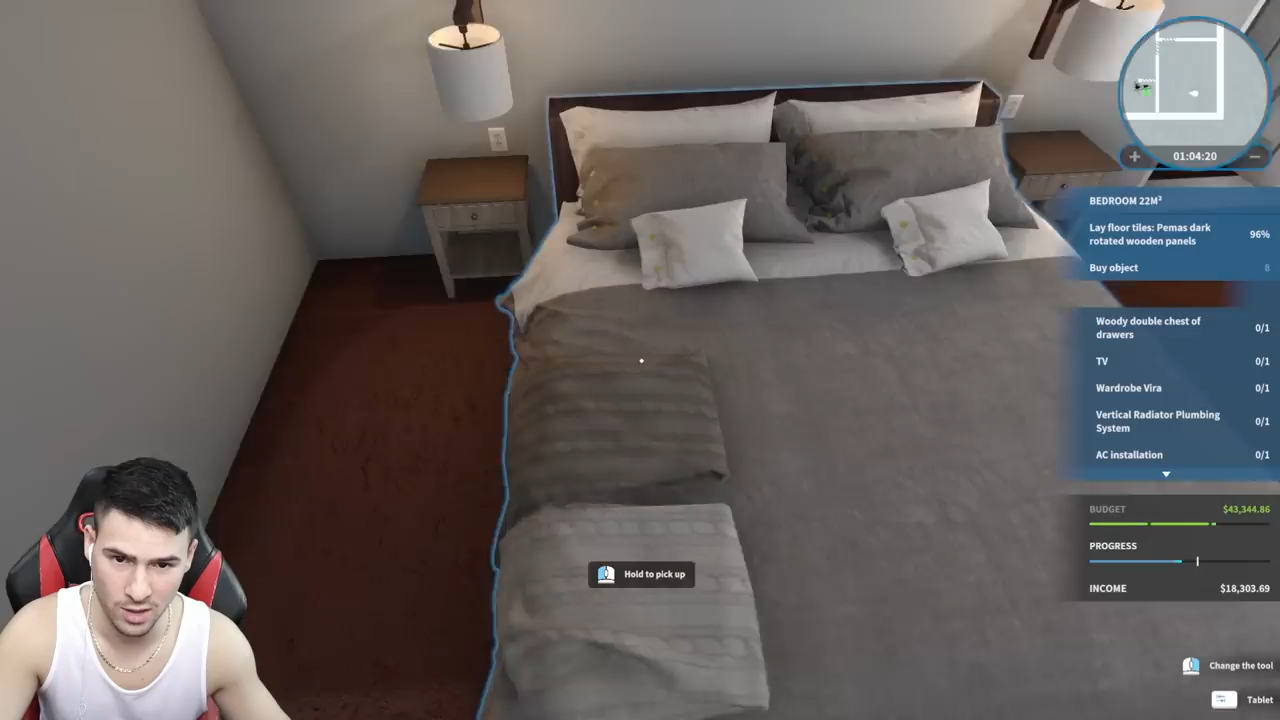 01:04:20
BEDROOM 22M²
Lay floor tiles: Pemas dark
rotated wooden panels
96%
Buy object
8
Woody double chest of
drawers
0/1
TV
0/1
Wardrobe Vira
0/1
Vertical Radiator Plumbing
System
0/1
AC installation
0/1
BUDGET
$43,344.86
PROGRESS
INCOME
$18,303.69
Hold to pick up
Change the tool
Tablet